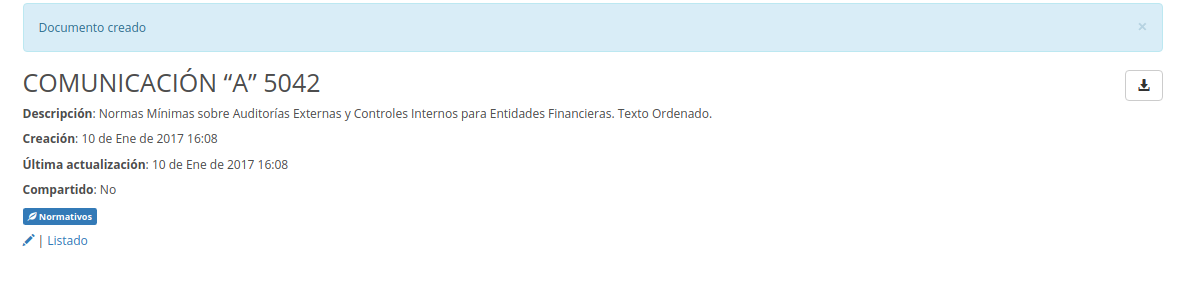 Documento creado
×
COMUNICACIÓN “A” 5042
Descripción: Normas Mínimas sobre Auditorías Externas y Controles Internos para Entidades Financieras. Texto Ordenado.
Creación: 10 de Ene de 2017 16:08
Última actualización: 10 de Ene de 2017 16:08
Compartido: No
Normativos
| Listado